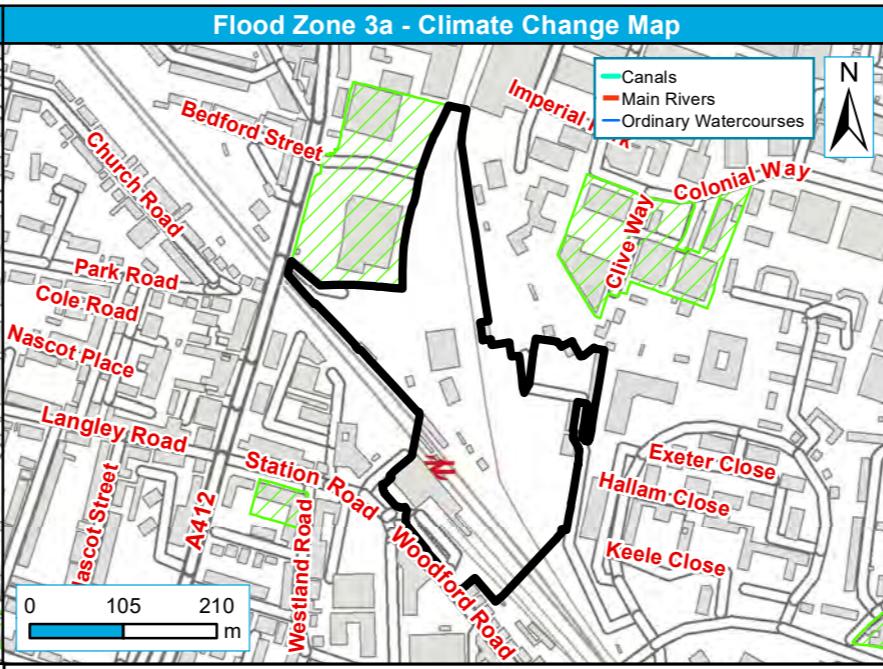 Flood Zone 3a - Climate Change Map
Canals
Main Rivers
Ordinary Watercourses
N
Imperial
Bedford Street
Church Road
Colonial Way
Clive Way
Park Road
Cole Road
Nascot Place
Langley Road
Station Road
Exeter Close
Hallam Close
Keele Close
A412
Nascot Street
Westland Road
Woodford Road
0 105 210
m